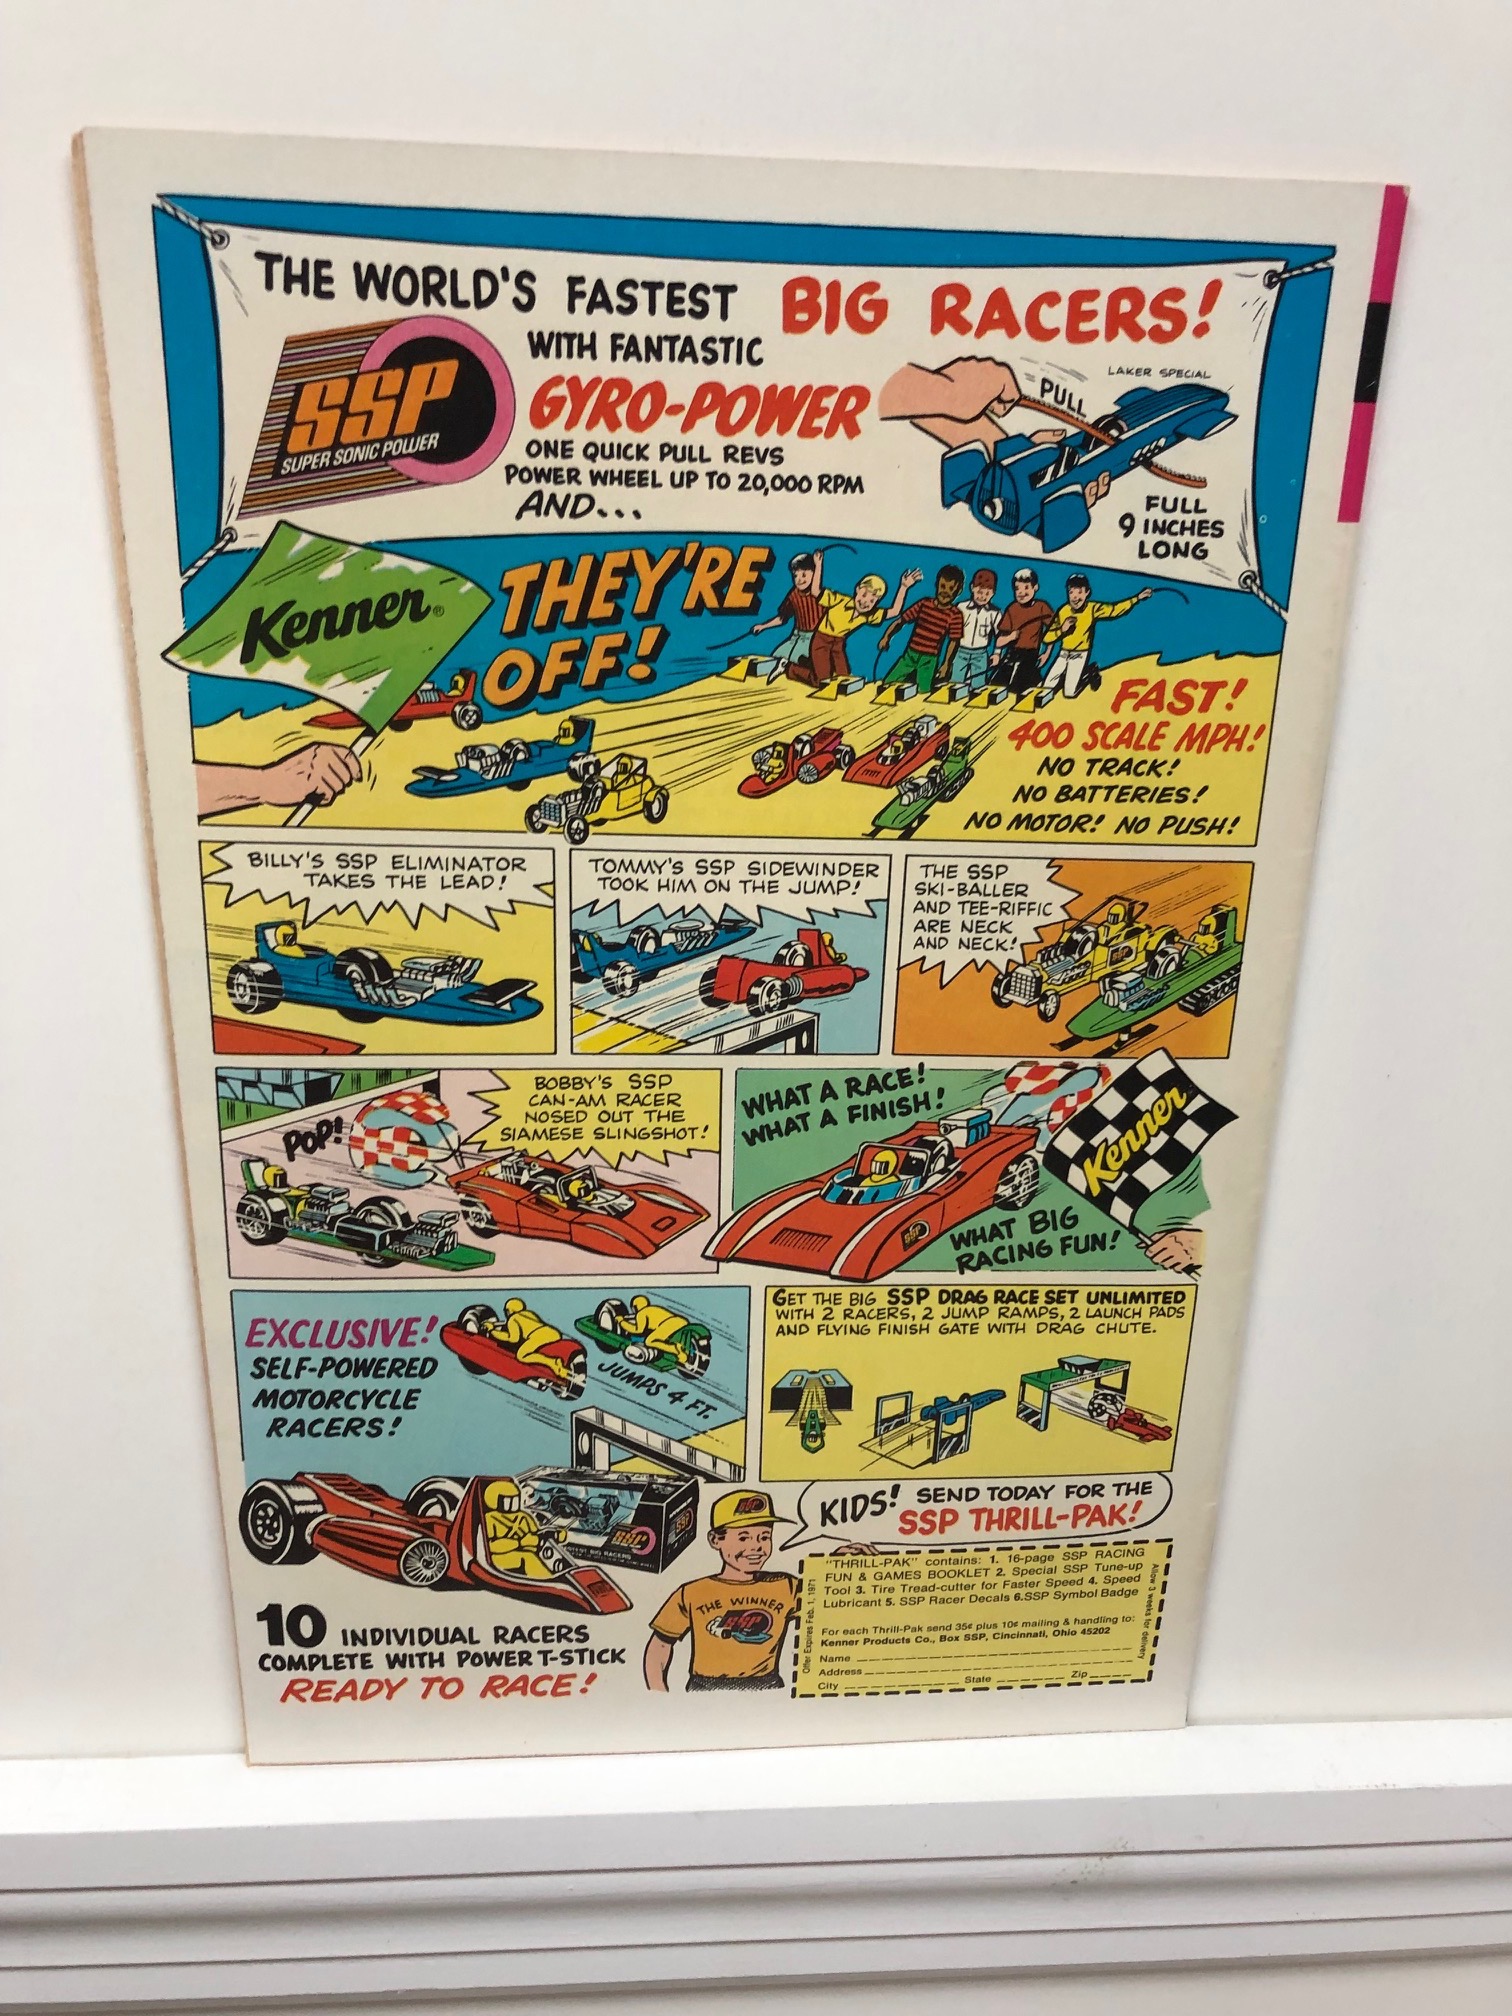 THE WORLD'S FASTEST BIG RACERS!
SSP
SUPER SONIC POWER
WITH FANTASTIC
GYRO-POWER
ONE QUICK PULL REVS
POWER WHEEL UP TO 20,000 RPM
AND...
LAKER SPECIAL
PULL
FULL
9 INCHES
LONG
Kenner®
THEY'RE
OFF!
FAST!
400 SCALE MPH!
NO TRACK!
NO BATTERIES!
NO MOTOR! NO PUSH!
BILLY'S SSP ELIMINATOR
TAKES THE LEAD!
TOMMY'S SSP SIDEWINDER
TOOK HIM ON THE JUMP!
THE SSP
SKI-BALLER
AND TEE-RIFFIC
ARE NECK
AND NECK!
SSP
POP!
BOBBY'S SSP
CAN-AM RACER
NOSED OUT THE
SIAMESE SLINGSHOT!
WHAT A RACE!
WHAT A FINISH!
Kenner
SSP
WHAT BIG
RACING FUN!
EXCLUSIVE!
SELF-POWERED
MOTORCYCLE
RACERS!
JUMPS 4 FT.
GET THE BIG SSP DRAG RACE SET UNLIMITED
WITH 2 RACERS, 2 JUMP RAMPS, 2 LAUNCH PADS
AND FLYING FINISH GATE WITH DRAG CHUTE.
SSP
SSP
10 INDIVIDUAL RACERS
COMPLETE WITH POWER T-STICK
READY TO RACE!
SSP
THE WINNER
SSP
KIDS! SEND TODAY FOR THE
SSP THRILL-PAK!
"THRILL-PAK" contains: 1. 16-page SSP RACING
FUN & GAMES BOOKLET 2. Special SSP Tune-up
Tool 3. Tire Tread-cutter for Faster Speed 4. Speed
Lubricant 5. SSP Racer Decals 6.SSP Symbol Badge
For each Thrill-Pak send 35¢ plus 10¢ mailing & handling to:
Kenner Products Co., Box SSP, Cincinnati, Ohio 45202
Name
Address
City State Zip
Offer Expires Feb. 1, 1971
Allow 3 weeks for delivery